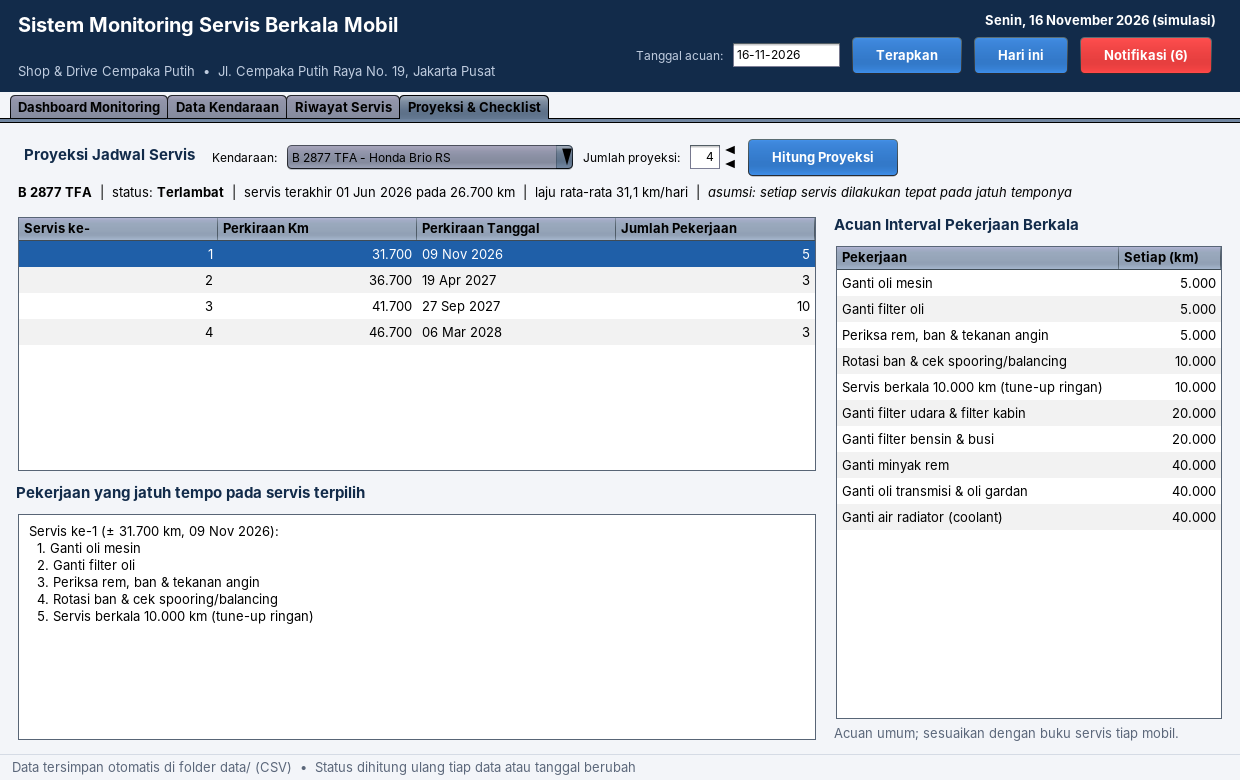 Sistem Monitoring Servis Berkala Mobil
Senin, 16 November 2026 (simulasi)
Shop & Drive Cempaka Putih • Jl. Cempaka Putih Raya No. 19, Jakarta Pusat
Tanggal acuan: 16-11-2026 Terapkan Hari ini Notifikasi (6)
Dashboard Monitoring Data Kendaraan Riwayat Servis Proyeksi & Checklist
Proyeksi Jadwal Servis Kendaraan: B 2877 TFA - Honda Brio RS Jumlah proyeksi: 4 Hitung Proyeksi
B 2877 TFA | status: Terlambat | servis terakhir 01 Jun 2026 pada 26.700 km | laju rata-rata 31,1 km/hari | asumsi: setiap servis dilakukan tepat pada jatuh temponya
Servis ke- Perkiraan Km Perkiraan Tanggal Jumlah Pekerjaan
1 31.700 09 Nov 2026 5
2 36.700 19 Apr 2027 3
3 41.700 27 Sep 2027 10
4 46.700 06 Mar 2028 3
Pekerjaan yang jatuh tempo pada servis terpilih
Servis ke-1 (± 31.700 km, 09 Nov 2026):
1. Ganti oli mesin
2. Ganti filter oli
3. Periksa rem, ban & tekanan angin
4. Rotasi ban & cek spooring/balancing
5. Servis berkala 10.000 km (tune-up ringan)
Acuan Interval Pekerjaan Berkala
Pekerjaan Setiap (km)
Ganti oli mesin 5.000
Ganti filter oli 5.000
Periksa rem, ban & tekanan angin 5.000
Rotasi ban & cek spooring/balancing 10.000
Servis berkala 10.000 km (tune-up ringan) 10.000
Ganti filter udara & filter kabin 20.000
Ganti filter bensin & busi 20.000
Ganti minyak rem 40.000
Ganti oli transmisi & oli gardan 40.000
Ganti air radiator (coolant) 40.000
Acuan umum; sesuaikan dengan buku servis tiap mobil.
Data tersimpan otomatis di folder data/ (CSV) • Status dihitung ulang tiap data atau tanggal berubah